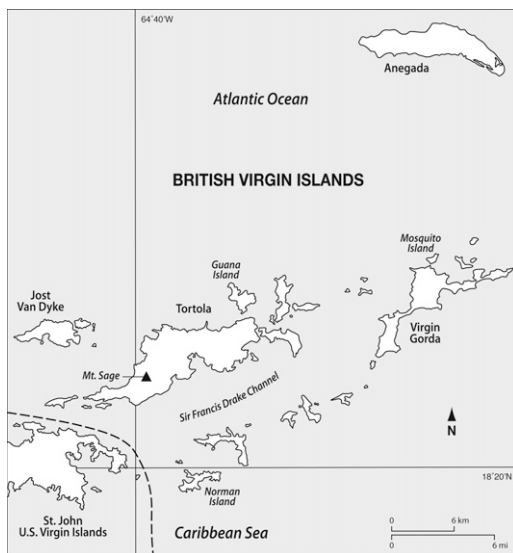 64˚40'W
Anegada
Atlantic Ocean
BRITISH VIRGIN ISLANDS
Mosquito
Island
Guana
Island
Jost
Van Dyke
Tortola
Virgin
Gorda
Mt. Sage
Sir Francis Drake Channel
N
18˚20'N
Norman
Island
St. John
U.S. Virgin Islands
Caribbean Sea
0 6 km
0 6 mi